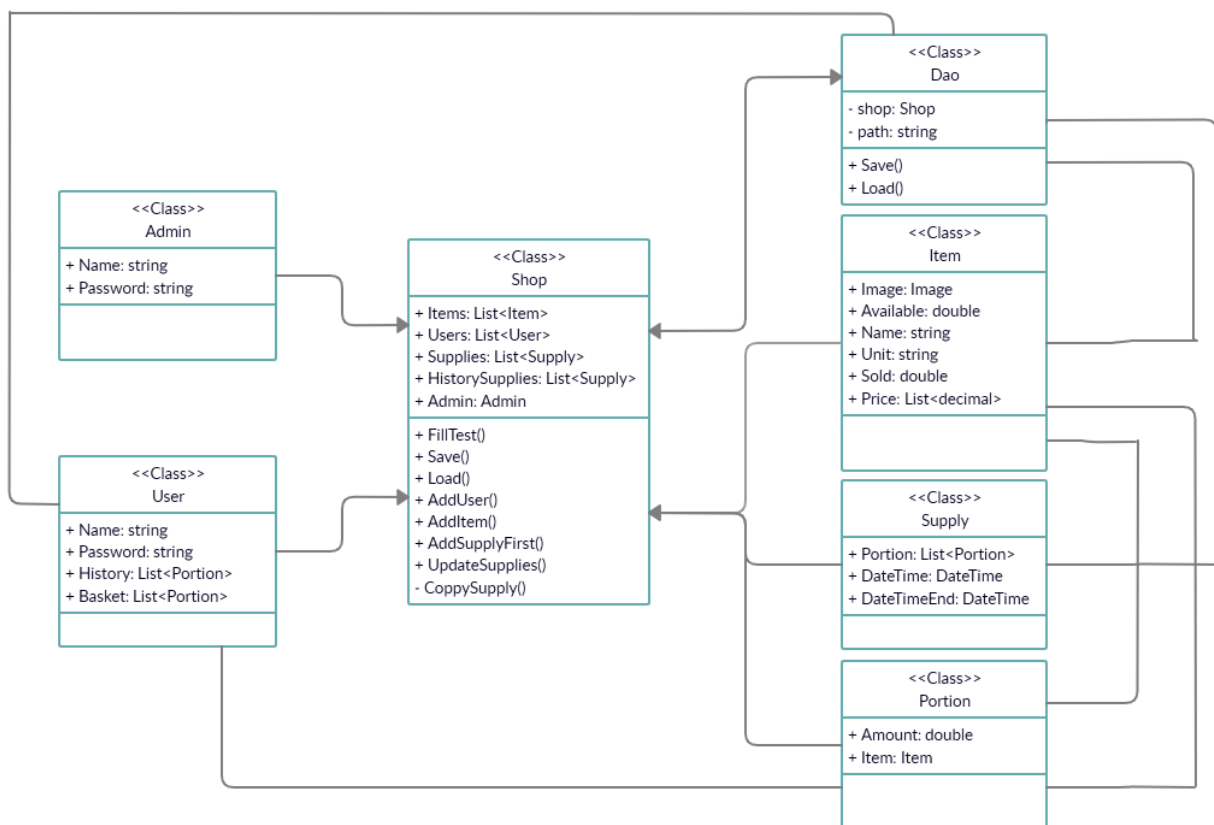 <<Class>>
Dao
- shop: Shop
- path: string
+ Save()
+ Load()
<<Class>>
Admin
+ Name: string
+ Password: string
<<Class>>
Shop
+ Items: List<Item>
+ Users: List<User>
+ Supplies: List<Supply>
+ HistorySupplies: List<Supply>
+ Admin: Admin
+ FillTest()
+ Save()
+ Load()
+ AddUser()
+ AddItem()
+ AddSupplyFirst()
+ UpdateSupplies()
- CoppySupply()
<<Class>>
Item
+ Image: Image
+ Available: double
+ Name: string
+ Unit: string
+ Sold: double
+ Price: List<decimal>
<<Class>>
User
+ Name: string
+ Password: string
+ History: List<Portion>
+ Basket: List<Portion>
<<Class>>
Supply
+ Portion: List<Portion>
+ DateTime: DateTime
+ DateTimeEnd: DateTime
<<Class>>
Portion
+ Amount: double
+ Item: Item